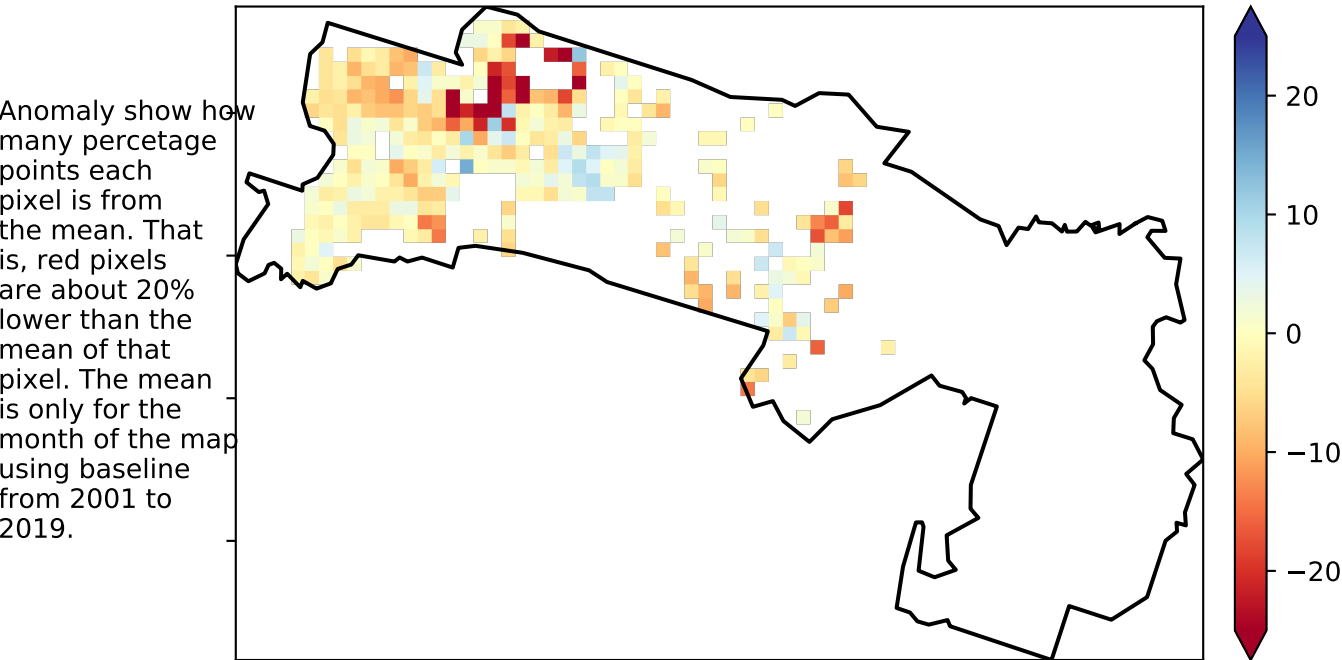 Anomaly show how
many percetage
points each
pixel is from
the mean. That
is, red pixels
are about 20%
lower than the
mean of that
pixel. The mean
is only for the
month of the map
using baseline
from 2001 to
2019.
20
10
0
−10
−20